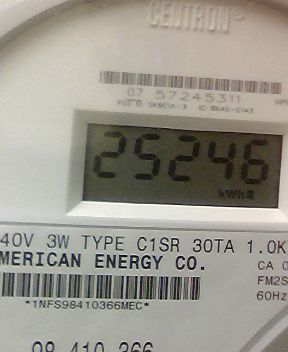 CENTRON®
07 57245311
25246
kWh
40V 3W TYPE C1SR 30TA 1.0K
MERICAN ENERGY CO.
CA 0
FM2S
60Hz
*1NFS98410366MEC*
98 410 366